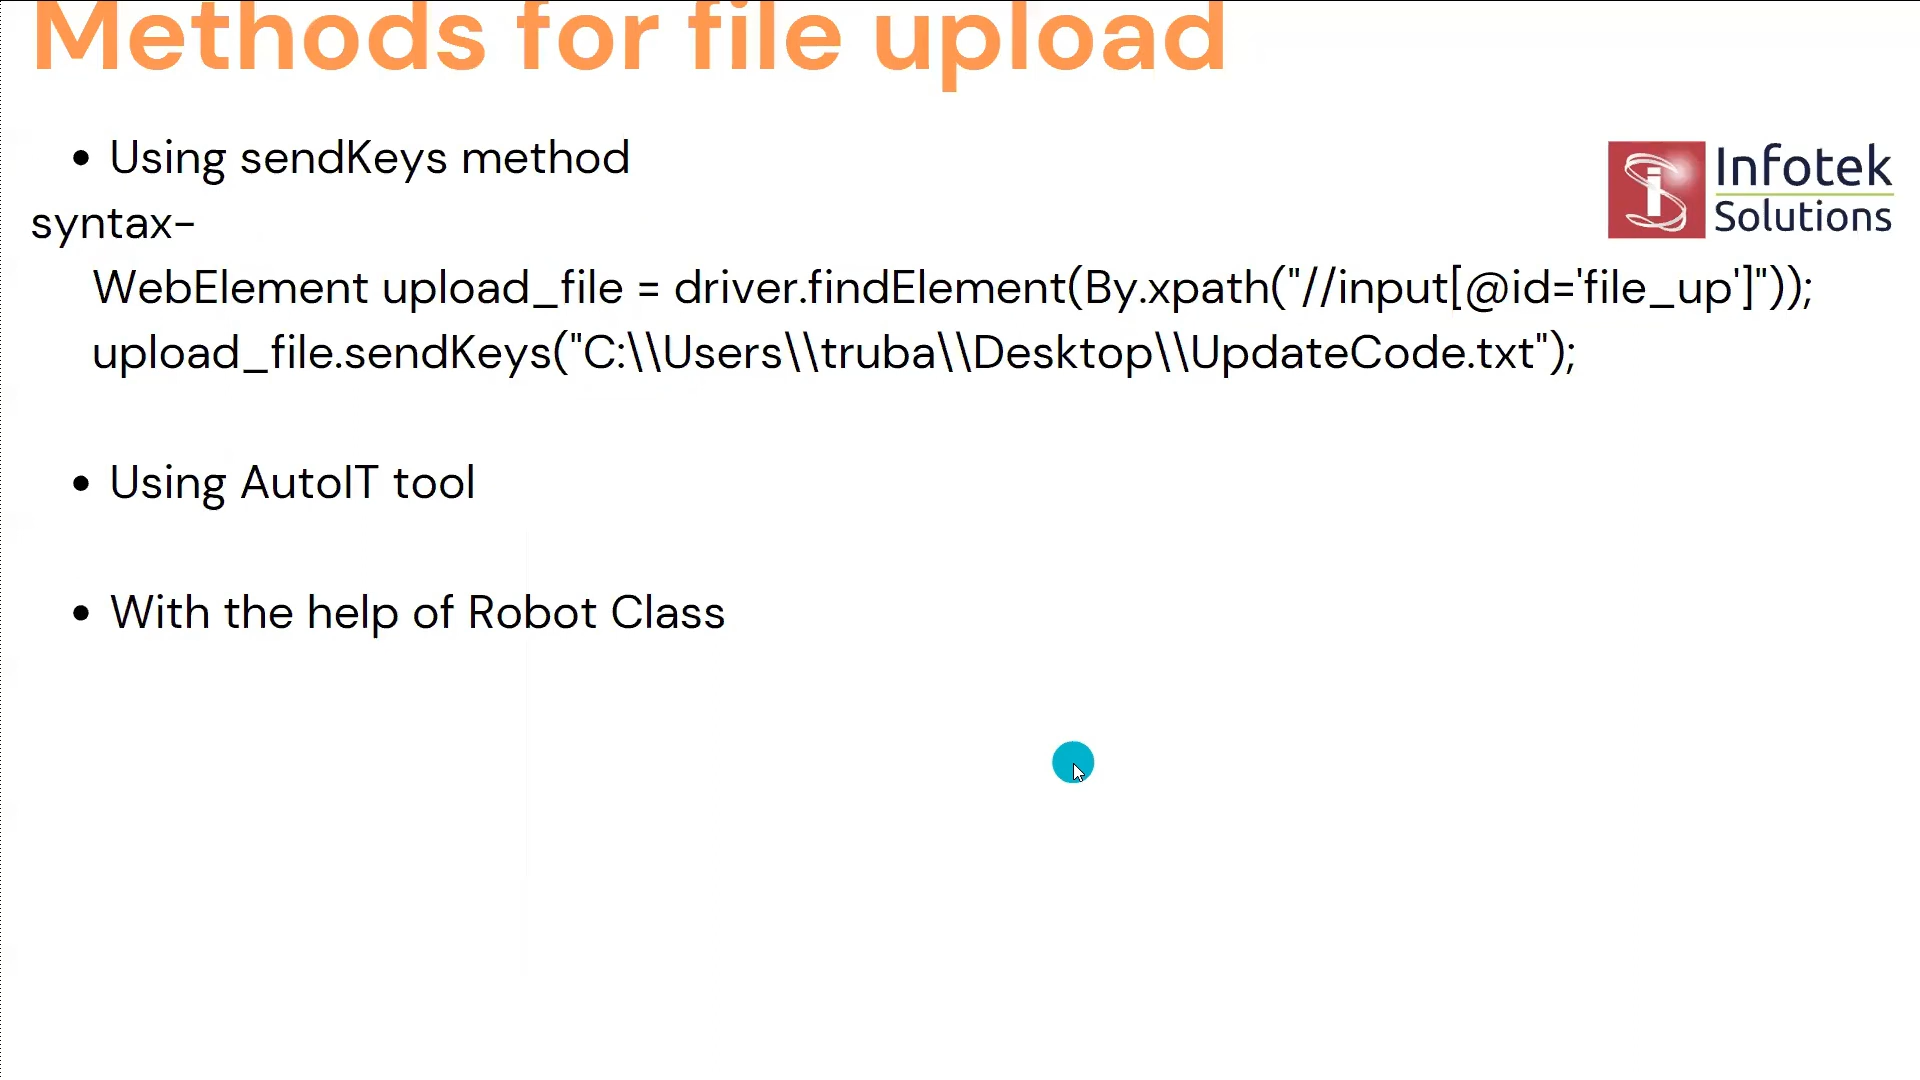 Methods for file upload
• Using sendKeys method
Infotek
Solutions
syntax-
WebElement upload_file = driver.findElement(By.xpath("//input[@id='file_up']"));
upload_file.sendKeys("C:\\Users\\truba\\Desktop\\UpdateCode.txt");
• Using AutoIT tool
• With the help of Robot Class